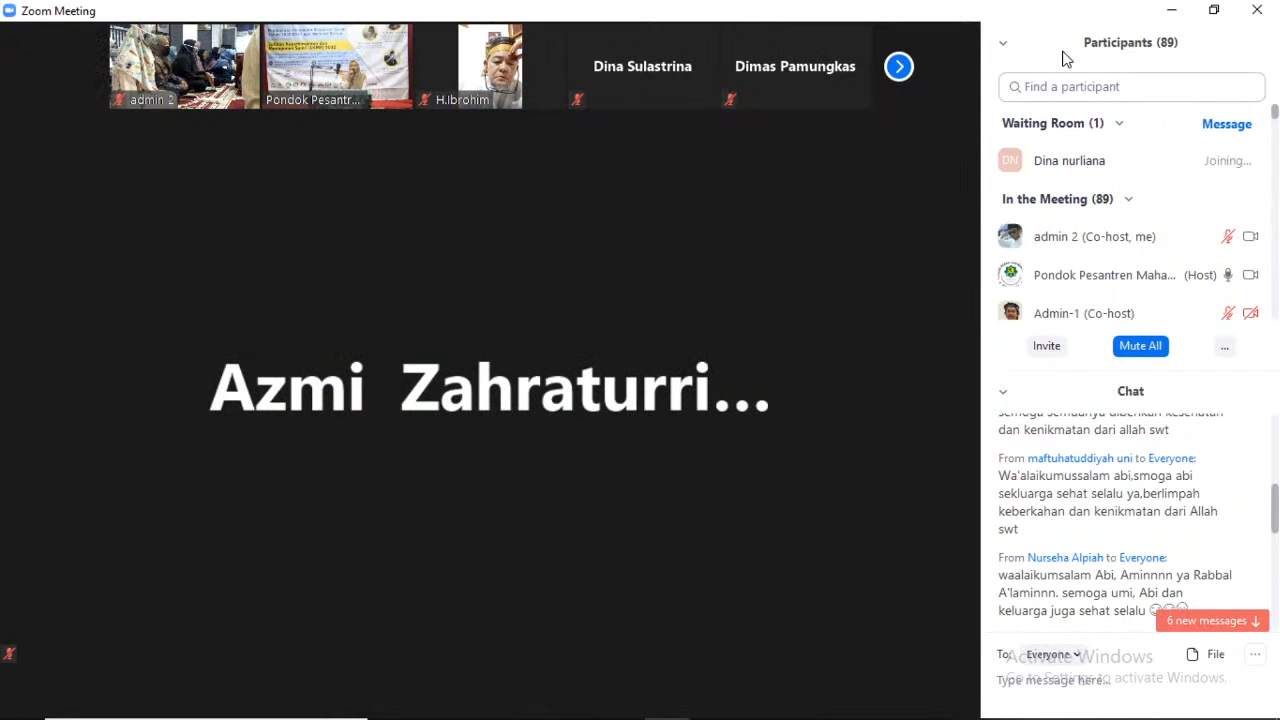 Zoom Meeting
admin 2
Pondok Pesantr...
H.Ibrohim
Dina Sulastrina
Dimas Pamungkas
Azmi Zahraturri...
Participants (89)
Find a participant
Waiting Room (1)
Message
DN
Dina nurliana
Joining...
In the Meeting (89)
admin 2 (Co-host, me)
Pondok Pesantren Maha... (Host)
Admin-1 (Co-host)
Invite
Mute All
...
Chat
semoga semuanya diberikan kesehatan
dan kenikmatan dari allah swt
From maftuhatuddiyah uni to Everyone:
Wa'alaikumussalam abi,smoga abi
sekluarga sehat selalu ya,berlimpah
keberkahan dan kenikmatan dari Allah
swt
From Nurseha Alpiah to Everyone:
waalaikumsalam Abi, Aminnnn ya Rabbal
A'laminnn. semoga umi, Abi dan
keluarga juga sehat selalu
6 new messages
To: Everyone
File
...
Activate Windows
Go to Settings to activate Windows.
Type message here...